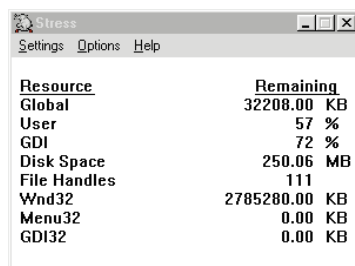 Stress
Settings Options Help
Resource Remaining
Global 32208.00 KB
User 57 %
GDI 72 %
Disk Space 250.06 MB
File Handles 111
Wnd32 2785280.00 KB
Menu32 0.00 KB
GDI32 0.00 KB